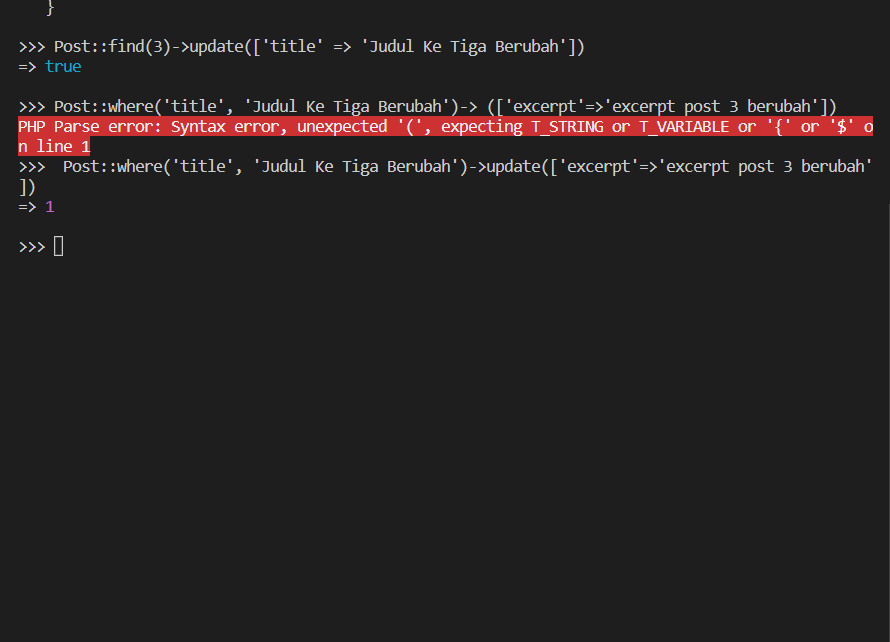 }
>>> Post::find(3)->update(['title' => 'Judul Ke Tiga Berubah'])
=> true
>>> Post::where('title', 'Judul Ke Tiga Berubah')-> (['excerpt'=>'excerpt post 3 berubah'])
PHP Parse error: Syntax error, unexpected '(', expecting T_STRING or T_VARIABLE or '{' or '$' o
n line 1
>>>  Post::where('title', 'Judul Ke Tiga Berubah')->update(['excerpt'=>'excerpt post 3 berubah'
])
=> 1
>>>